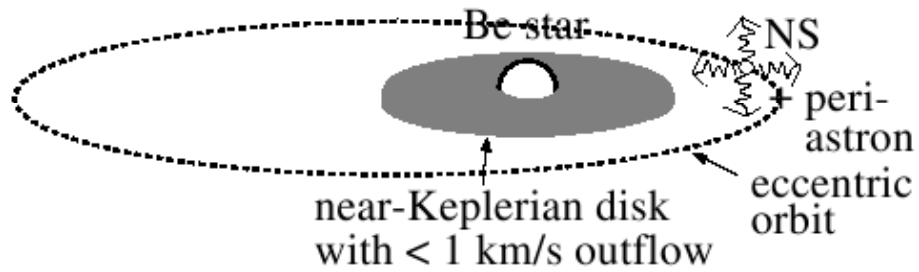 Be star
NS
peri-
astron
eccentric
orbit
near-Keplerian disk
with < 1 km/s outflow